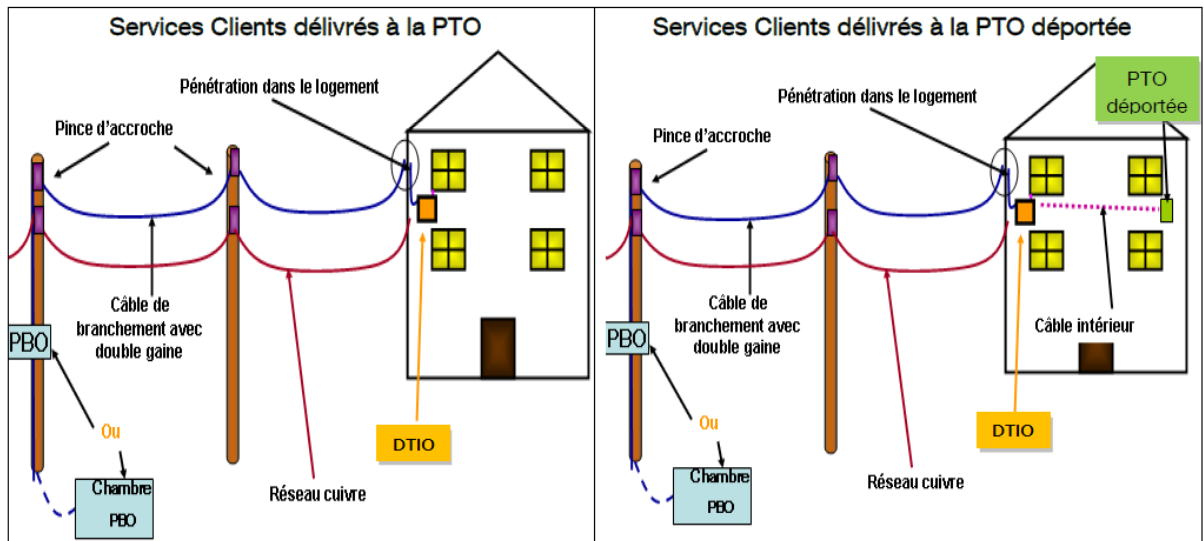 Services Clients délivrés à la PTO
Pénétration dans le logement
Pince d'accroche
Câble de
branchement avec
double gaine
PBO
Ou
Chambre
PBO
DTIO
Réseau cuivre
Services Clients délivrés à la PTO déportée
PTO
déportée
Pénétration dans le logement
Pince d'accroche
Câble de
branchement avec
double gaine
Câble intérieur
PBO
Ou
Chambre
PBO
DTIO
Réseau cuivre